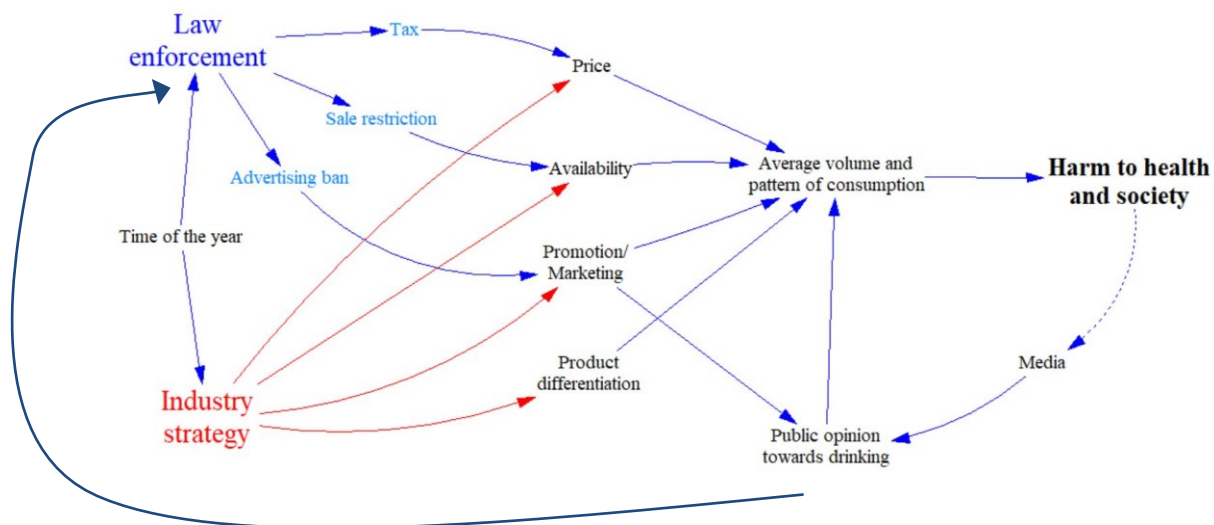 Law
enforcement
Tax
Price
Sale restriction
Advertising ban
Availability
Average volume and
pattern of consumption
Harm to health
and society
Time of the year
Promotion/
Marketing
Product
differentiation
Media
Industry
strategy
Public opinion
towards drinking